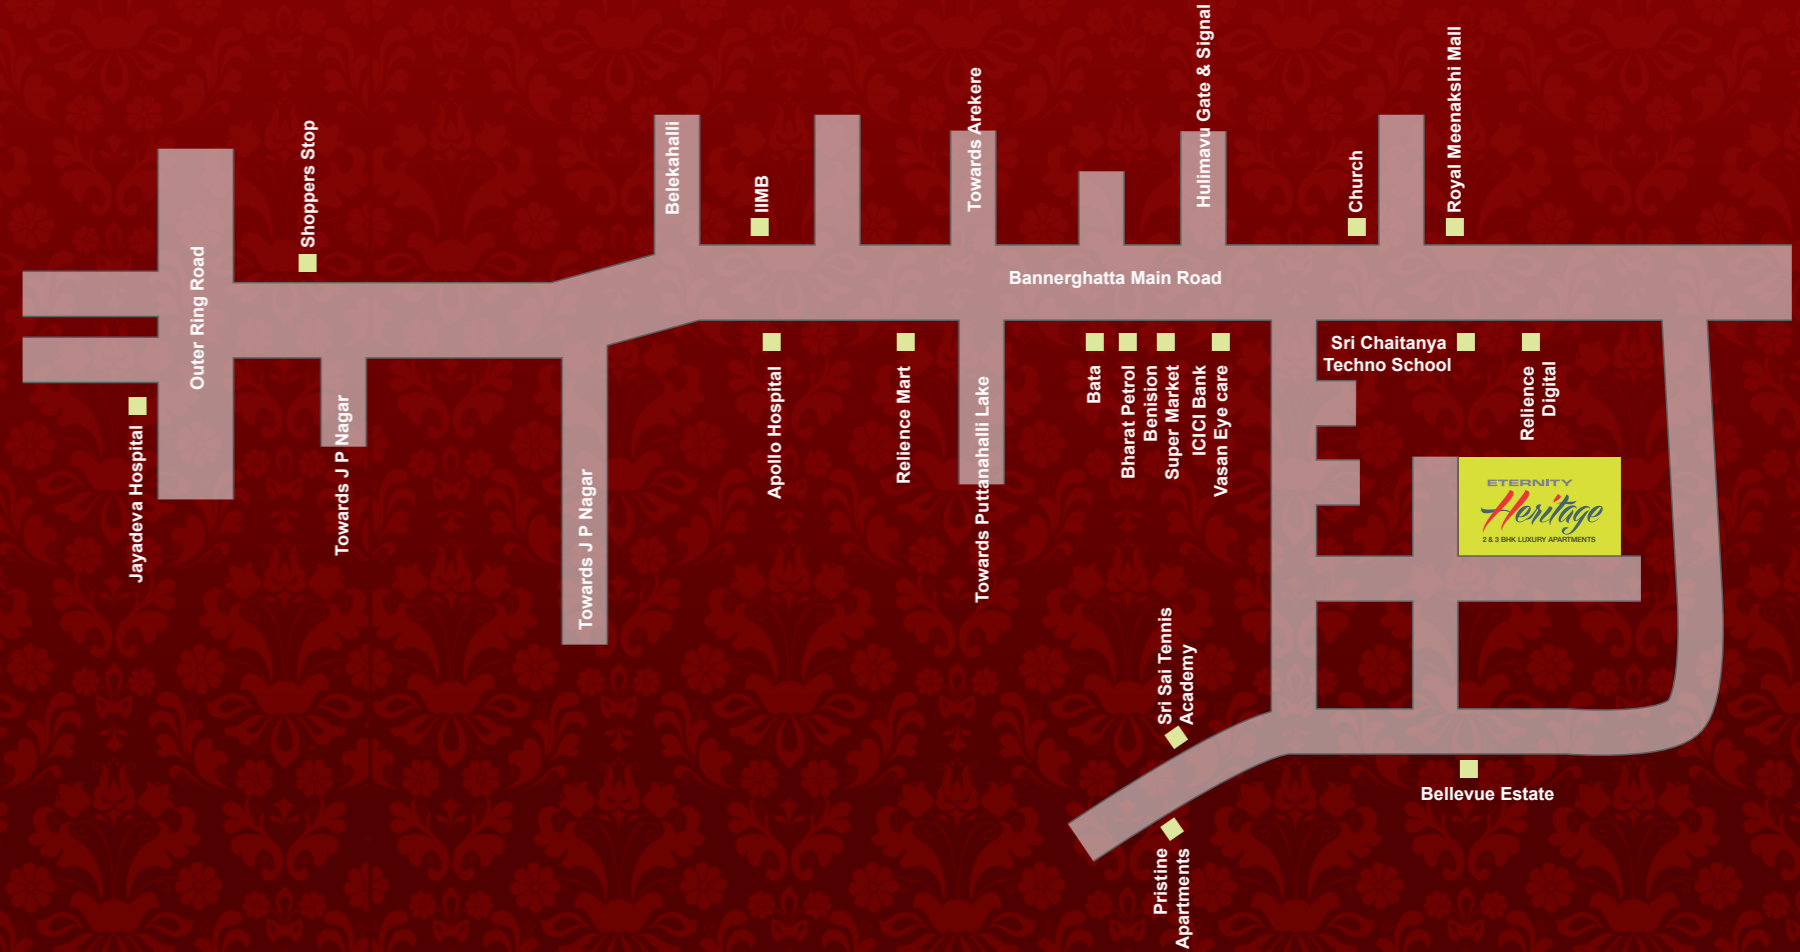 Shoppers Stop
Belekahalli
IIMB
Towards Arekere
Hulimavu Gate & Signal
Church
Royal Meenakshi Mall
Outer Ring Road
Bannerghatta Main Road
Jayadeva Hospital
Towards J P Nagar
Towards J P Nagar
Apollo Hospital
Relience Mart
Towards Puttanahalli Lake
Bata
Bharat Petrol
Benision
Super Market
ICICI Bank
Vasan Eye care
Sri Chaitanya
Techno School
Relience
Digital
ETERNITY
Heritage
2 & 3 BHK LUXURY APARTMENTS
Sri Sai Tennis
Academy
Bellevue Estate
Pristine
Apartments